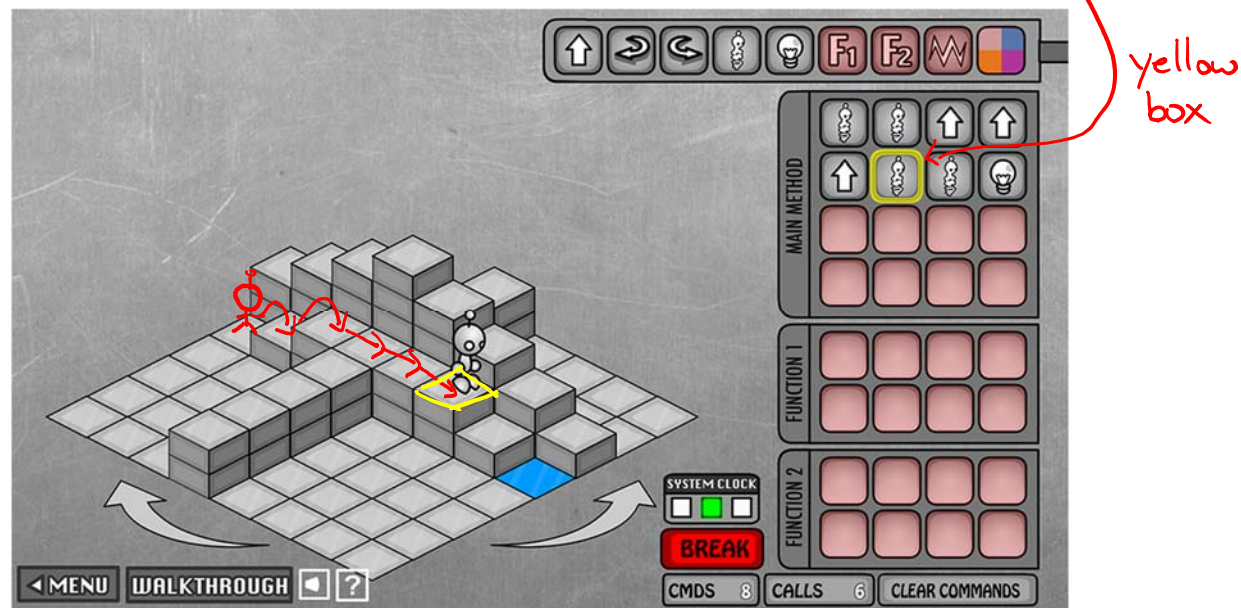 F1 F2
yellow
box
MAIN METHOD
FUNCTION 1
FUNCTION 2
SYSTEM CLOCK
BREAK
MENU WALKTHROUGH ?
CMDS 8 CALLS 6 CLEAR COMMANDS